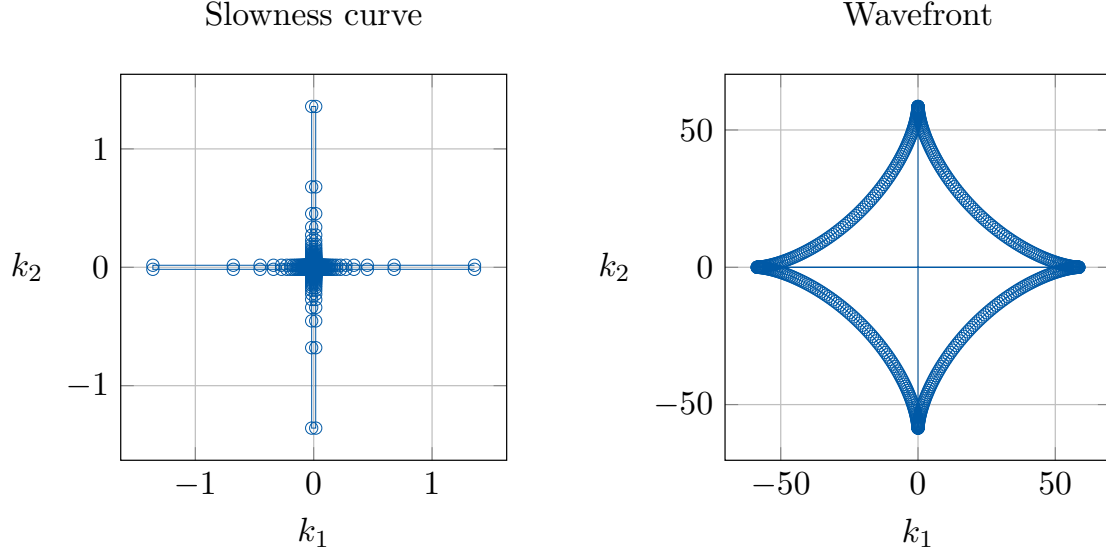 Slowness curve
1
0
−1
k₂
−1 0 1
k₁
Wavefront
50
0
−50
k₂
−50 0 50
k₁